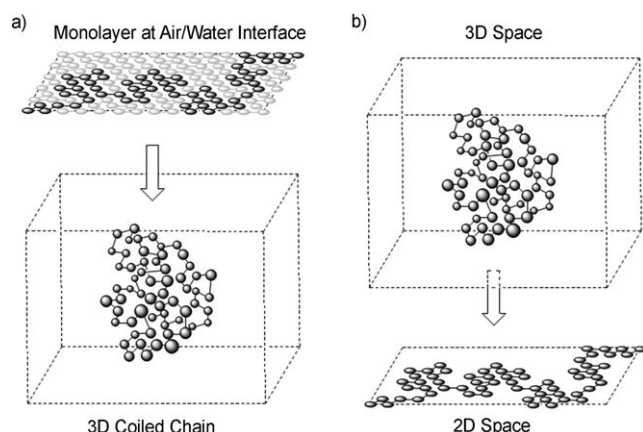 a)
Monolayer at Air/Water Interface
3D Coiled Chain
b)
3D Space
2D Space